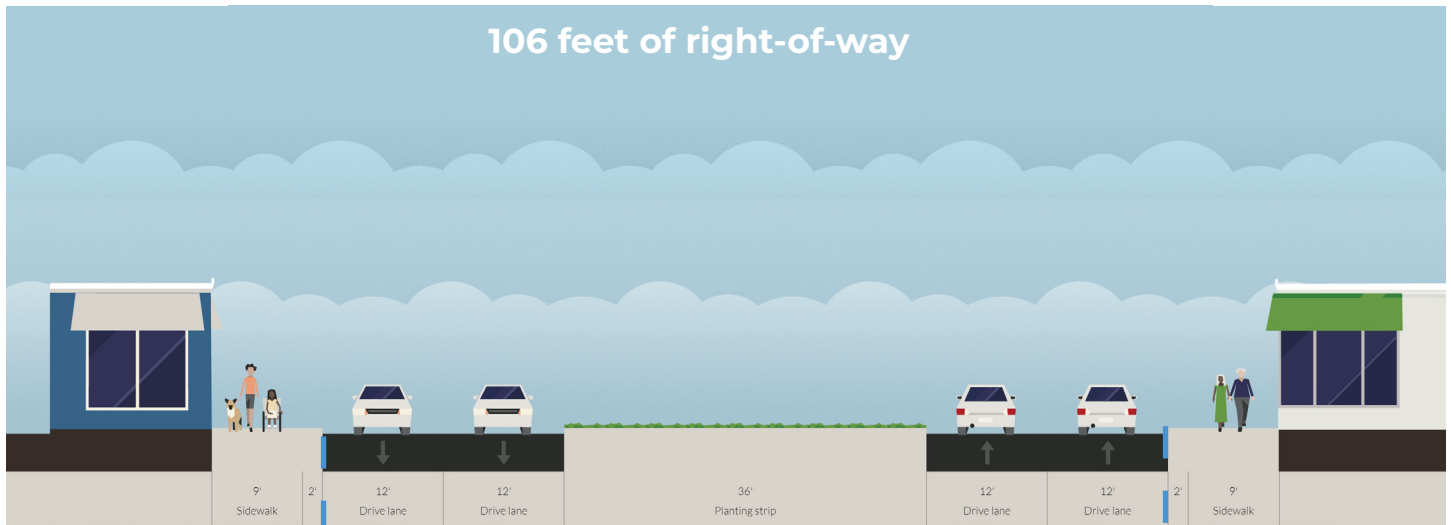 106 feet of right-of-way
9' 2' 12' 12' 36' 12' 12' 2' 9'
Sidewalk Drive lane Drive lane Planting strip Drive lane Drive lane Sidewalk